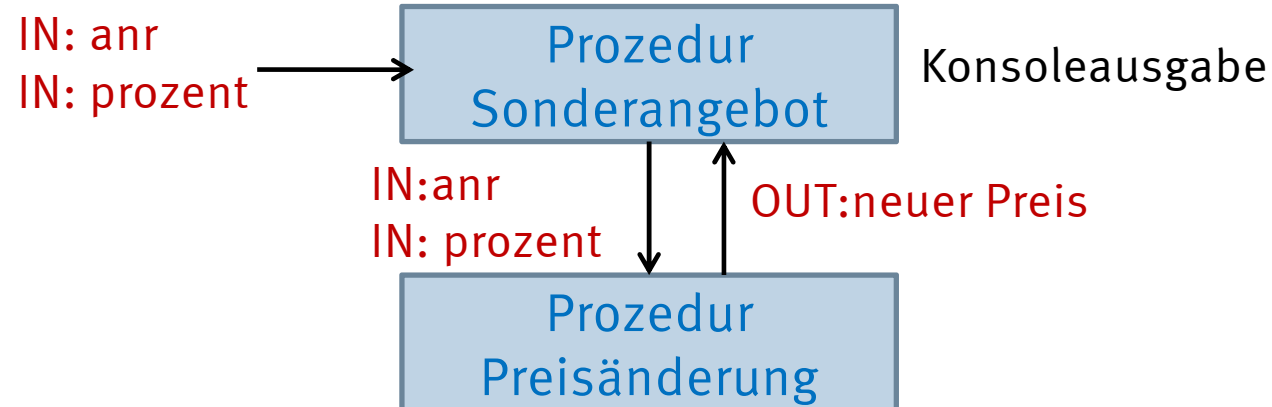 IN: anr
IN: prozent
Prozedur
Sonderangebot
Konsoleausgabe
IN:anr
IN: prozent
OUT:neuer Preis
Prozedur
Preisänderung